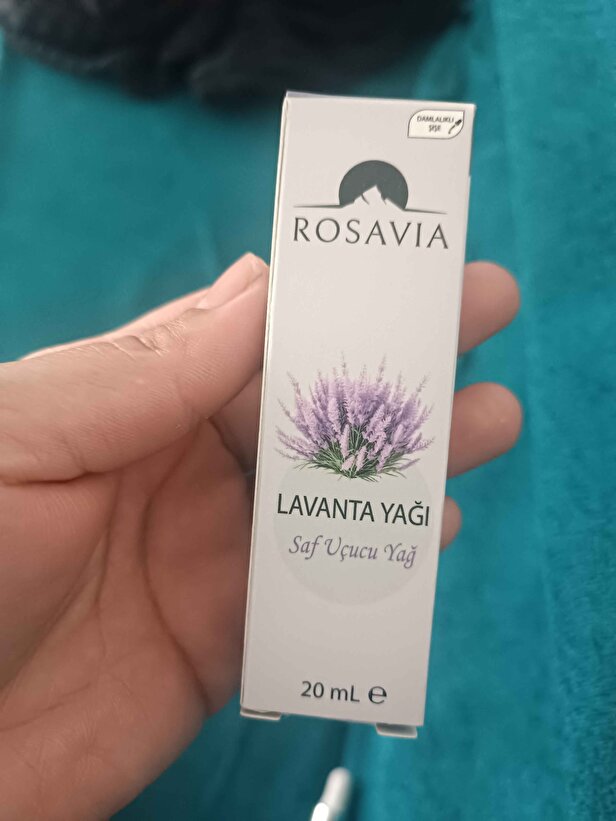 DAMLALIKLI
ŞİŞE
ROSAVIA
LAVANTA YAĞI
Saf Uçucu Yağ
20 mL ℮